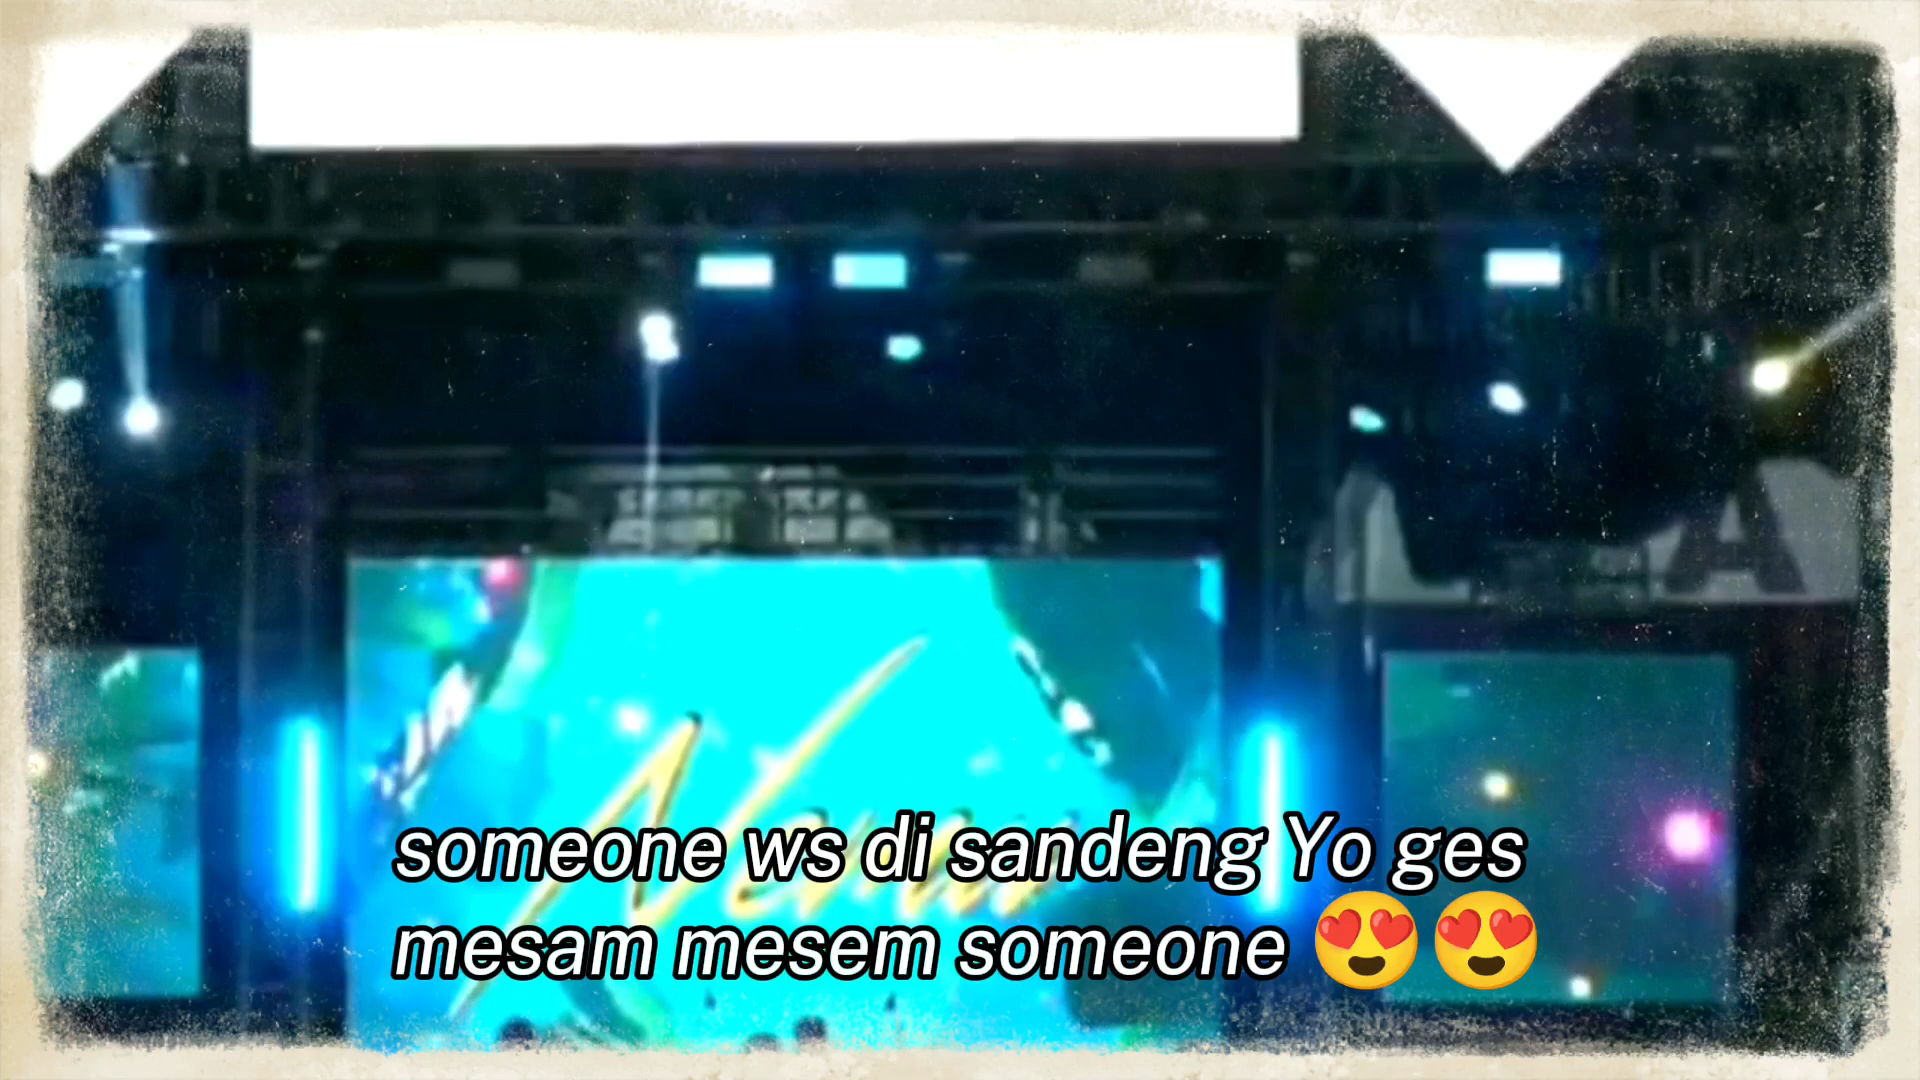 someone ws di sandeng Yo ges
mesam mesem someone 😍😍